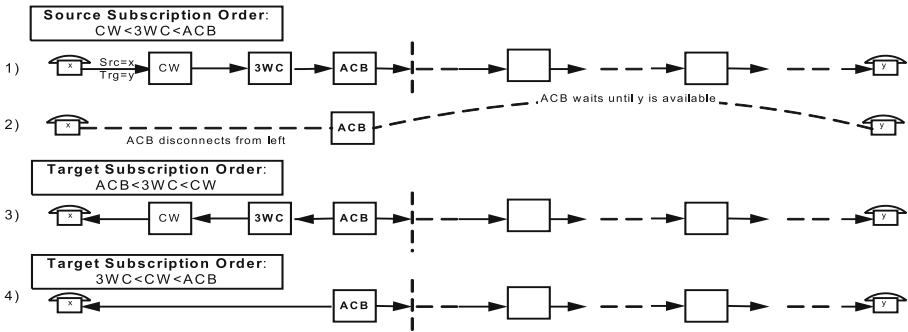 Source Subscription Order:
CW<3WC<ACB
1) x Src=x Trg=y CW 3WC ACB y
2) x ACB disconnects from left ACB ACB waits until y is available y
Target Subscription Order:
ACB<3WC<CW
3) x CW 3WC ACB y
Target Subscription Order:
3WC<CW<ACB
4) x ACB y